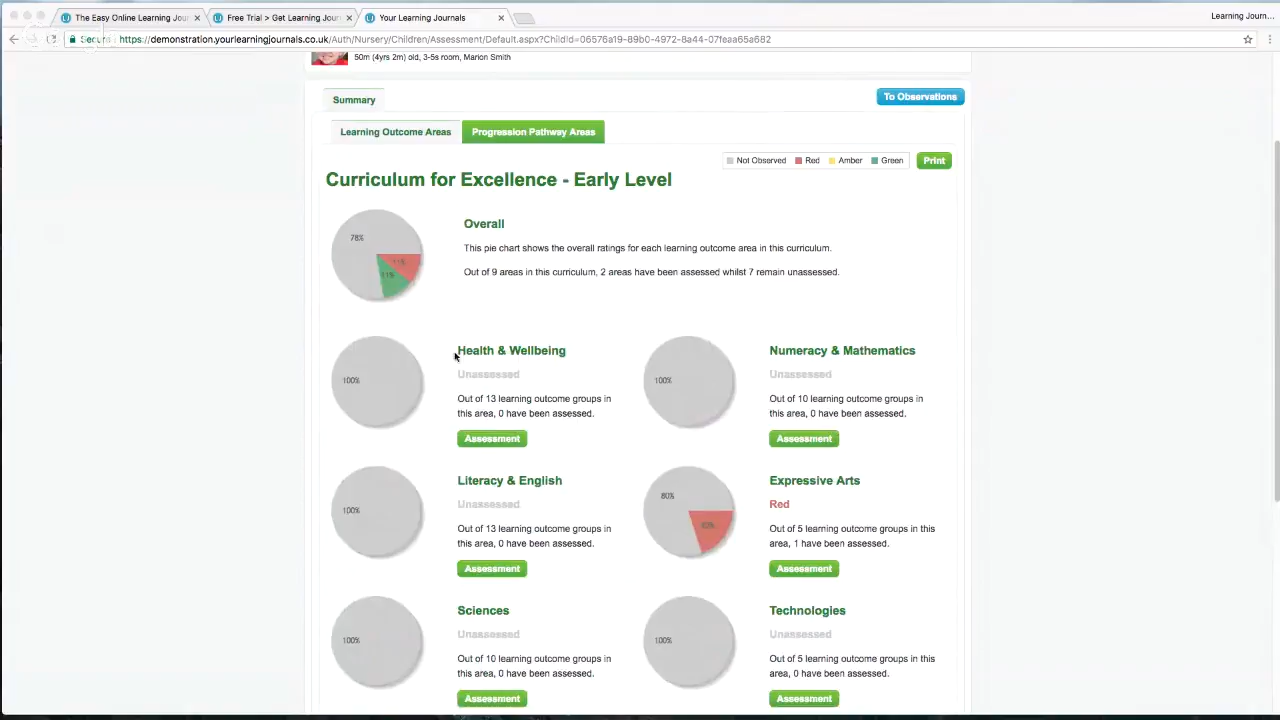 The Easy Online Learning Jour
Free Trial > Get Learning Jour
Your Learning Journals
Learning Journ...
Secure https://demonstration.yourlearningjournals.co.uk/Auth/Nursery/Children/Assessment/Default.aspx?ChildId=06576a19-89b0-4972-8a44-07feaa65a682
50m (4yrs 2m) old, 3-5s room, Marion Smith
Summary
To Observations
Learning Outcome Areas
Progression Pathway Areas
Not Observed Red Amber Green
Print
Curriculum for Excellence - Early Level
78%
11%
11%
Overall
This pie chart shows the overall ratings for each learning outcome area in this curriculum.
Out of 9 areas in this curriculum, 2 areas have been assessed whilst 7 remain unassessed.
100%
Health & Wellbeing
Unassessed
Out of 13 learning outcome groups in
this area, 0 have been assessed.
Assessment
100%
Numeracy & Mathematics
Unassessed
Out of 10 learning outcome groups in
this area, 0 have been assessed.
Assessment
100%
Literacy & English
Unassessed
Out of 13 learning outcome groups in
this area, 0 have been assessed.
Assessment
80%
Expressive Arts
Red
Out of 5 learning outcome groups in this
area, 1 have been assessed.
Assessment
100%
Sciences
Unassessed
Out of 10 learning outcome groups in
this area, 0 have been assessed.
Assessment
100%
Technologies
Unassessed
Out of 5 learning outcome groups in this
area, 0 have been assessed.
Assessment